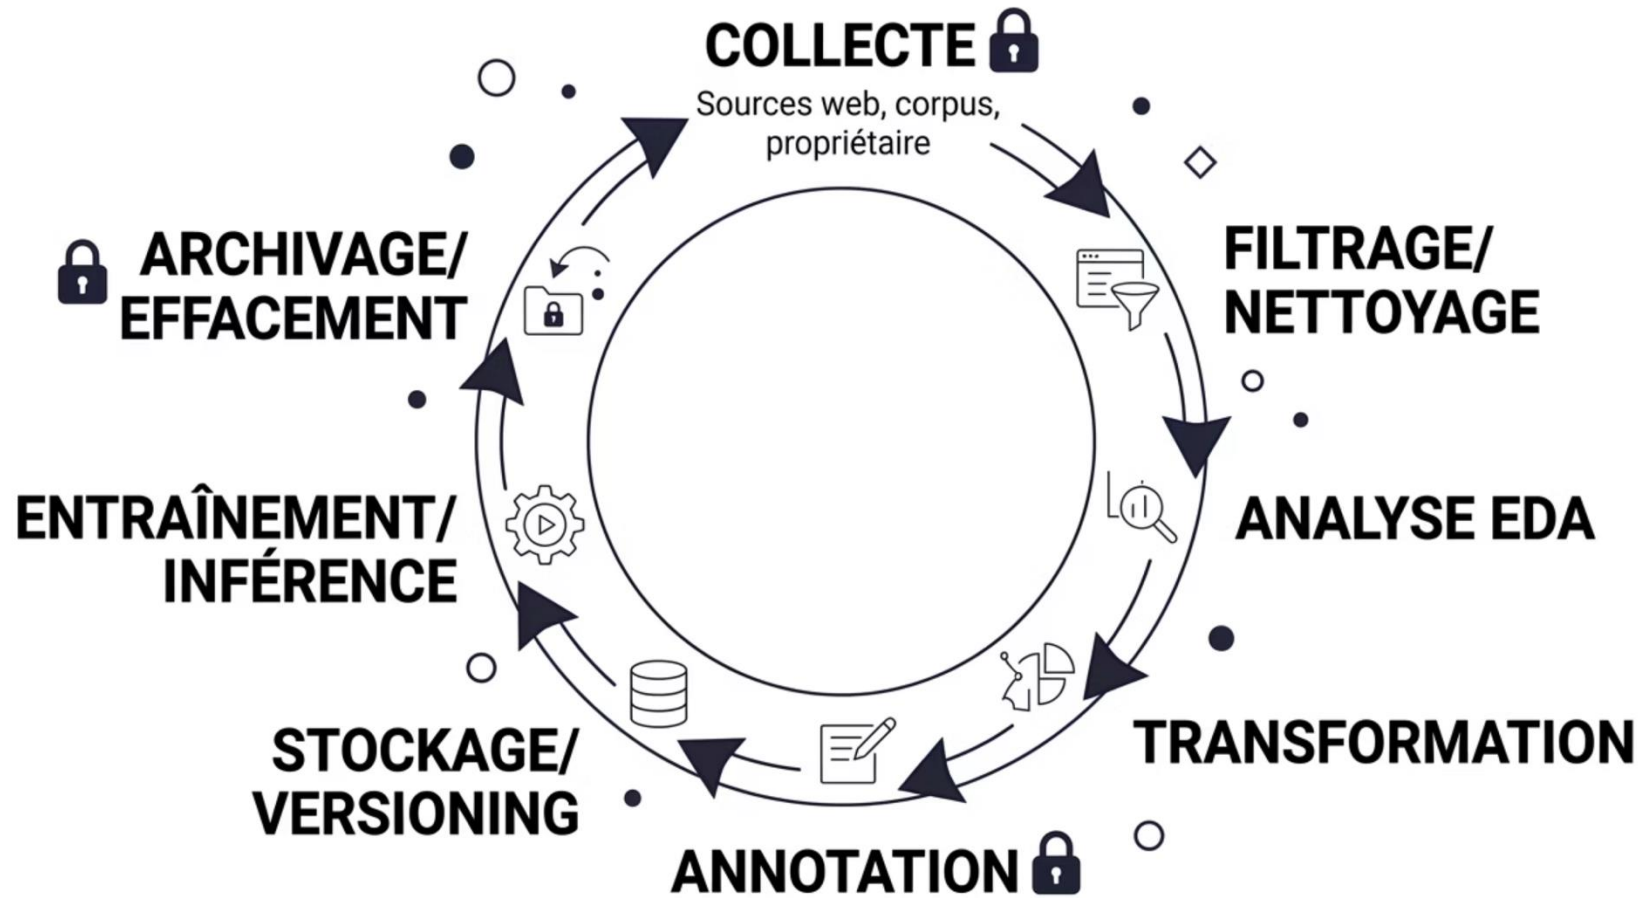 COLLECTE
Sources web, corpus,
propriétaire
FILTRAGE/
NETTOYAGE
ANALYSE EDA
TRANSFORMATION
ANNOTATION
STOCKAGE/
VERSIONING
ENTRAÎNEMENT/
INFÉRENCE
ARCHIVAGE/
EFFACEMENT